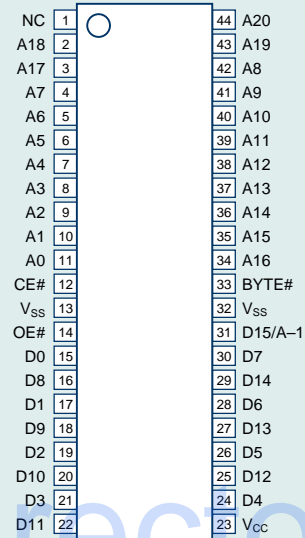 NC 1 44 A20
A18 2 43 A19
A17 3 42 A8
A7 4 41 A9
A6 5 40 A10
A5 6 39 A11
A4 7 38 A12
A3 8 37 A13
A2 9 36 A14
A1 10 35 A15
A0 11 34 A16
CE# 12 33 BYTE#
VSS 13 32 VSS
OE# 14 31 D15/A–1
D0 15 30 D7
D8 16 29 D14
D1 17 28 D6
D9 18 27 D13
D2 19 26 D5
D10 20 25 D12
D3 21 24 D4
D11 22 23 VCC